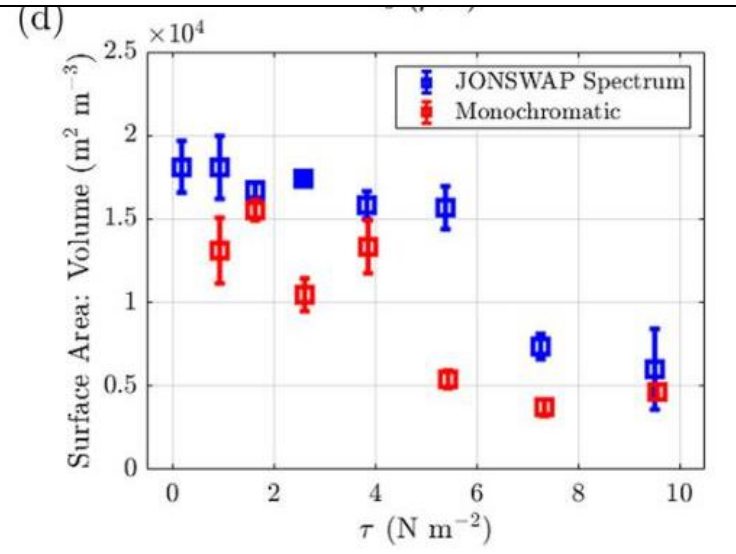 (d)
×10⁴
2.5
2
1.5
1
0.5
0
Surface Area: Volume (m² m⁻³)
JONSWAP Spectrum
Monochromatic
0 2 4 6 8 10
τ (N m⁻²)